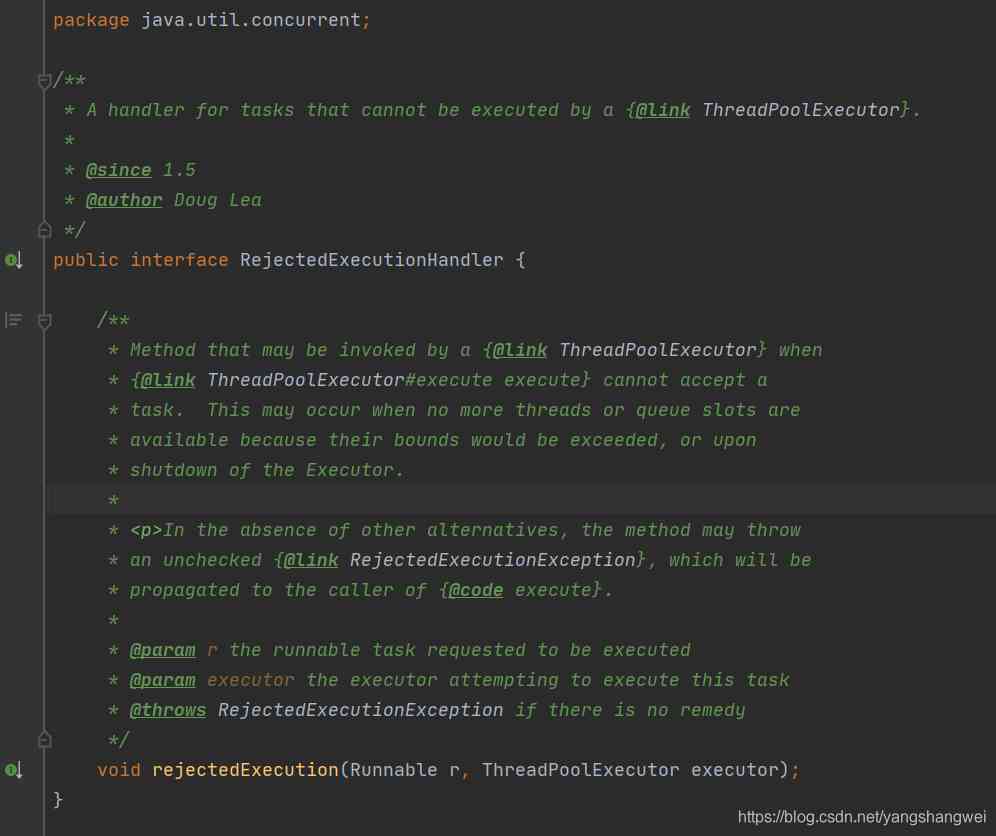 package java.util.concurrent;
/**
 * A handler for tasks that cannot be executed by a {@link ThreadPoolExecutor}.
 *
 * @since 1.5
 * @author Doug Lea
 */
public interface RejectedExecutionHandler {
    /**
     * Method that may be invoked by a {@link ThreadPoolExecutor} when
     * {@link ThreadPoolExecutor#execute execute} cannot accept a
     * task.  This may occur when no more threads or queue slots are
     * available because their bounds would be exceeded, or upon
     * shutdown of the Executor.
     *
     * <p>In the absence of other alternatives, the method may throw
     * an unchecked {@link RejectedExecutionException}, which will be
     * propagated to the caller of {@code execute}.
     *
     * @param r the runnable task requested to be executed
     * @param executor the executor attempting to execute this task
     * @throws RejectedExecutionException if there is no remedy
     */
    void rejectedExecution(Runnable r, ThreadPoolExecutor executor);
}
https://blog.csdn.net/yangshangwei